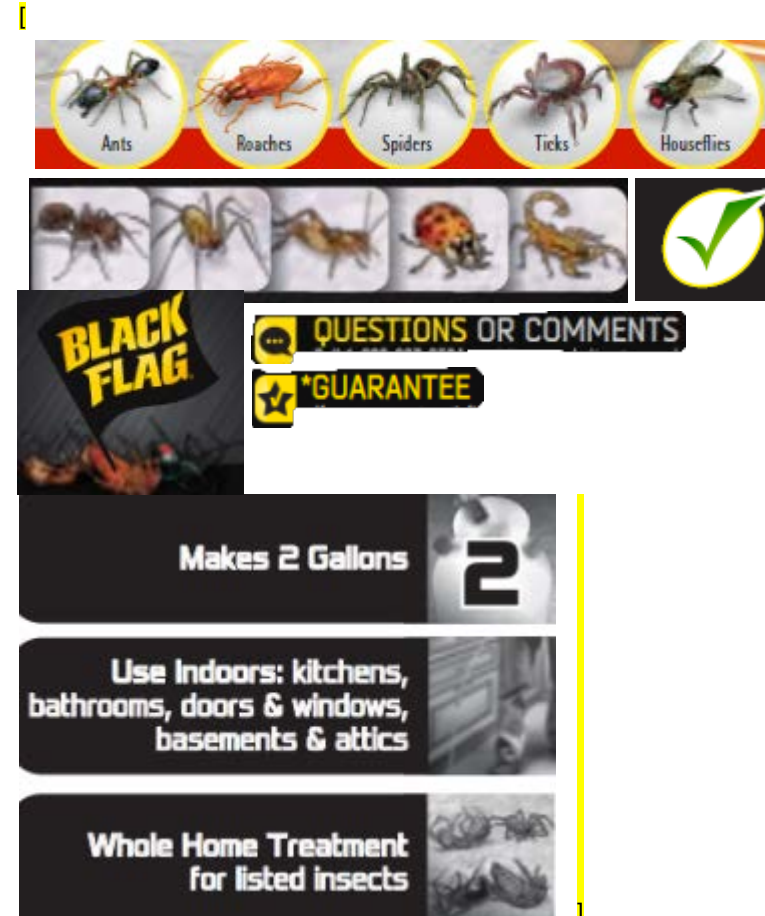 [
Ants Roaches Spiders Ticks Houseflies
BLACK
FLAG
QUESTIONS OR COMMENTS
*GUARANTEE
Makes 2 Gallons
2
Use Indoors: kitchens,
bathrooms, doors & windows,
basements & attics
Whole Home Treatment
for listed insects
]